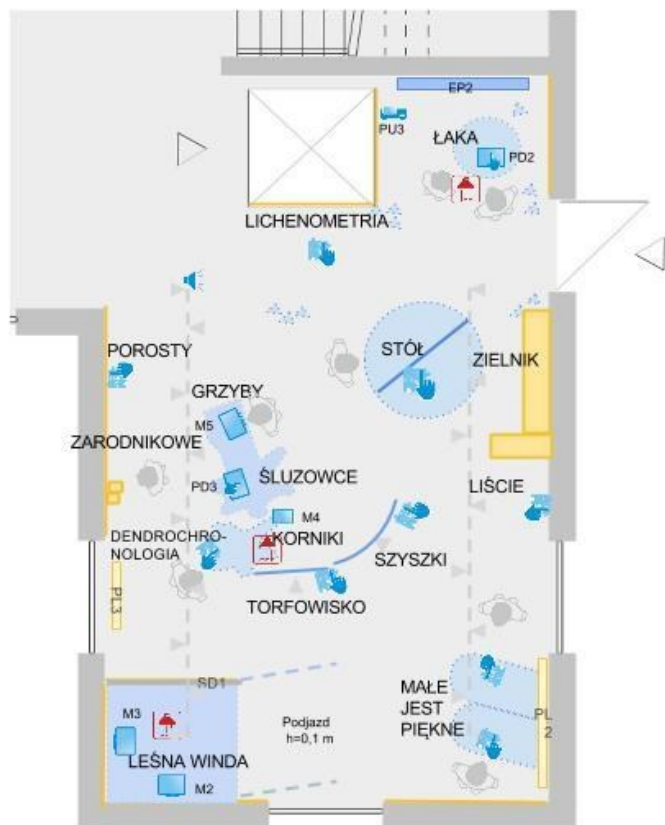 EP2
PU3
ŁAKA
PD2
LICHENOMETRIA
POROSTY
STÓŁ
ZIELNIK
GRZYBY
M5
ZARODNIKOWE
PD3
ŚLUZOWCE
LIŚCIE
M4
DENDROCHRO-
NOLOGIA
KORNIKI
SZYSZKI
PL3
TORFOWISKO
SD1
MAŁE
JEST
PIĘKNE
PL
2
M3
Podjazd
h=0,1 m
LEŚNA WINDA
M2